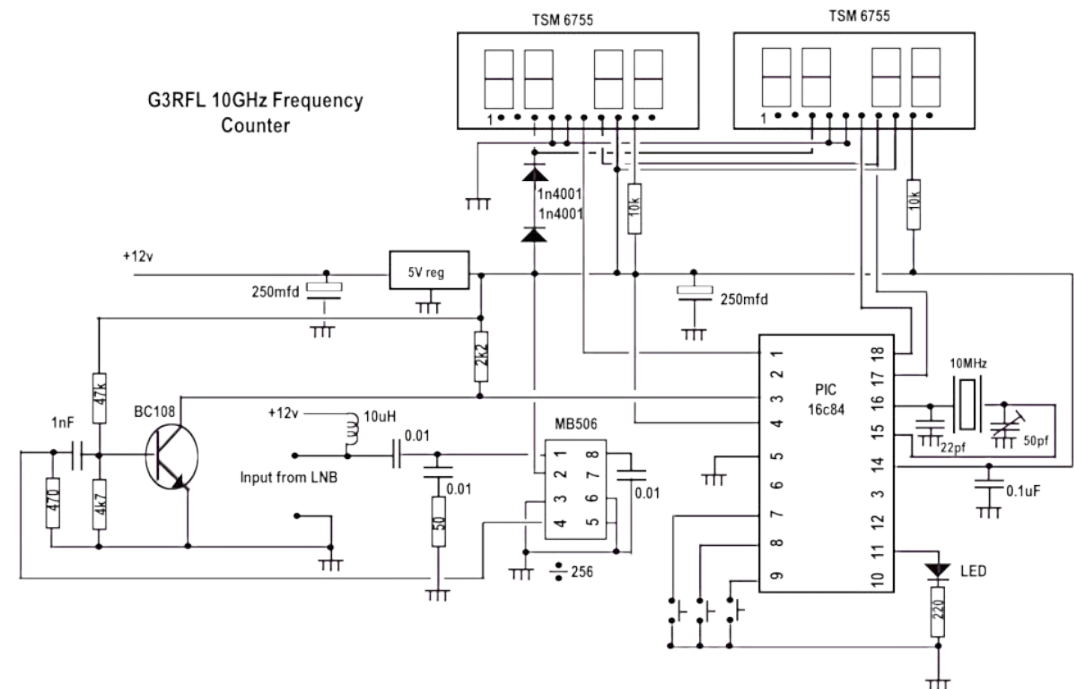 TSM 6755
TSM 6755
G3RFL 10GHz Frequency
Counter
1
1
1n4001
1n4001
10k
10k
+12v
5V reg
250mfd
250mfd
2k2
47k
BC108
1nF
470
4k7
+12v
10uH
0.01
Input from LNB
0.01
50
MB506
1
2
3
4
8
7
6
5
0.01
÷ 256
PIC
16c84
1
2
3
4
5
6
7
8
9
18
17
16
15
14
3
12
11
10
10MHz
22pf
50pf
0.1uF
LED
220